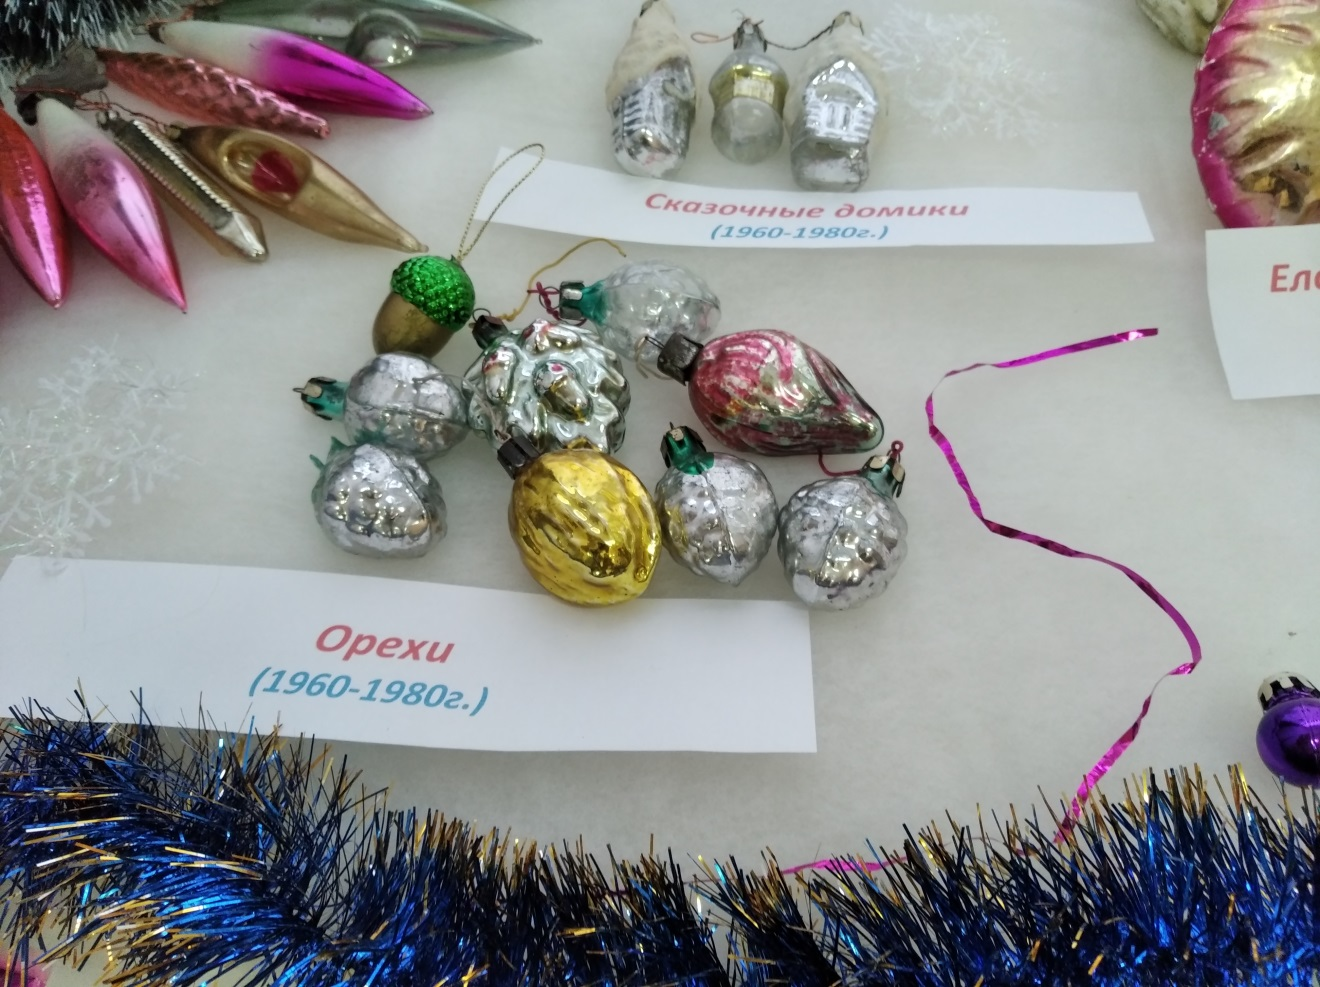 Сказочные домики
(1960-1980г.)
Орехи
(1960-1980г.)